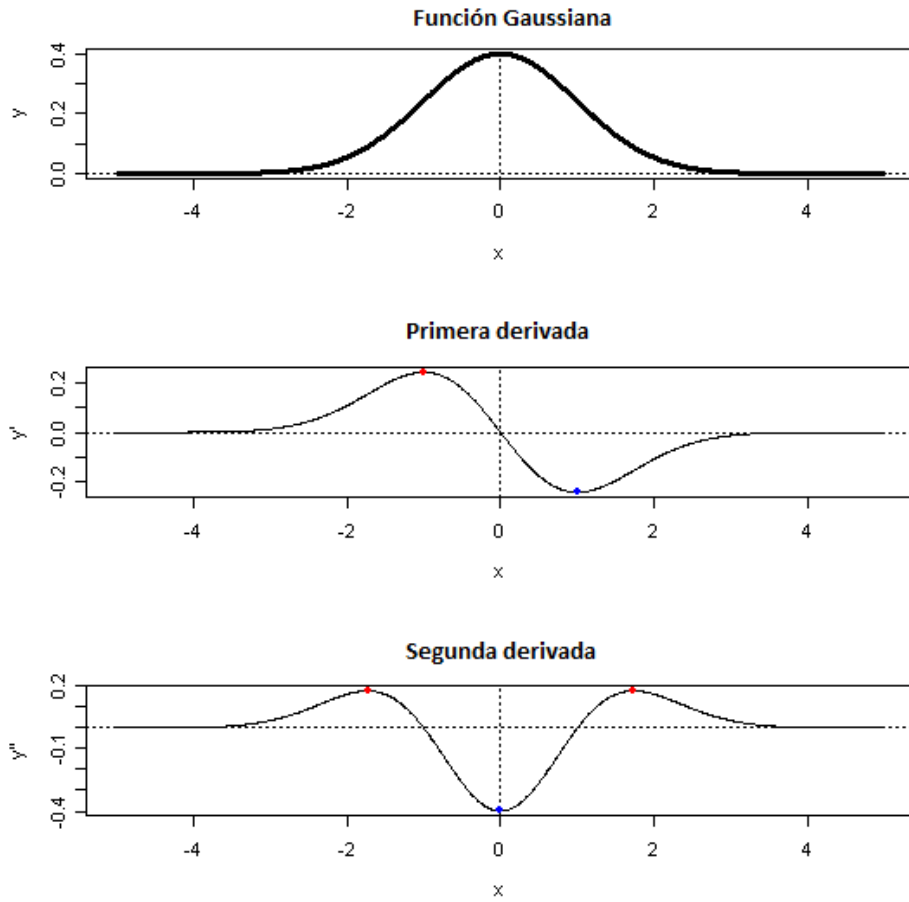 Función Gaussiana
y
0.4
0.2
0.0
-4 -2 0 2 4
x
Primera derivada
y'
0.2
0.0
-0.2
-4 -2 0 2 4
x
Segunda derivada
y"
0.2
-0.1
-0.4
-4 -2 0 2 4
x